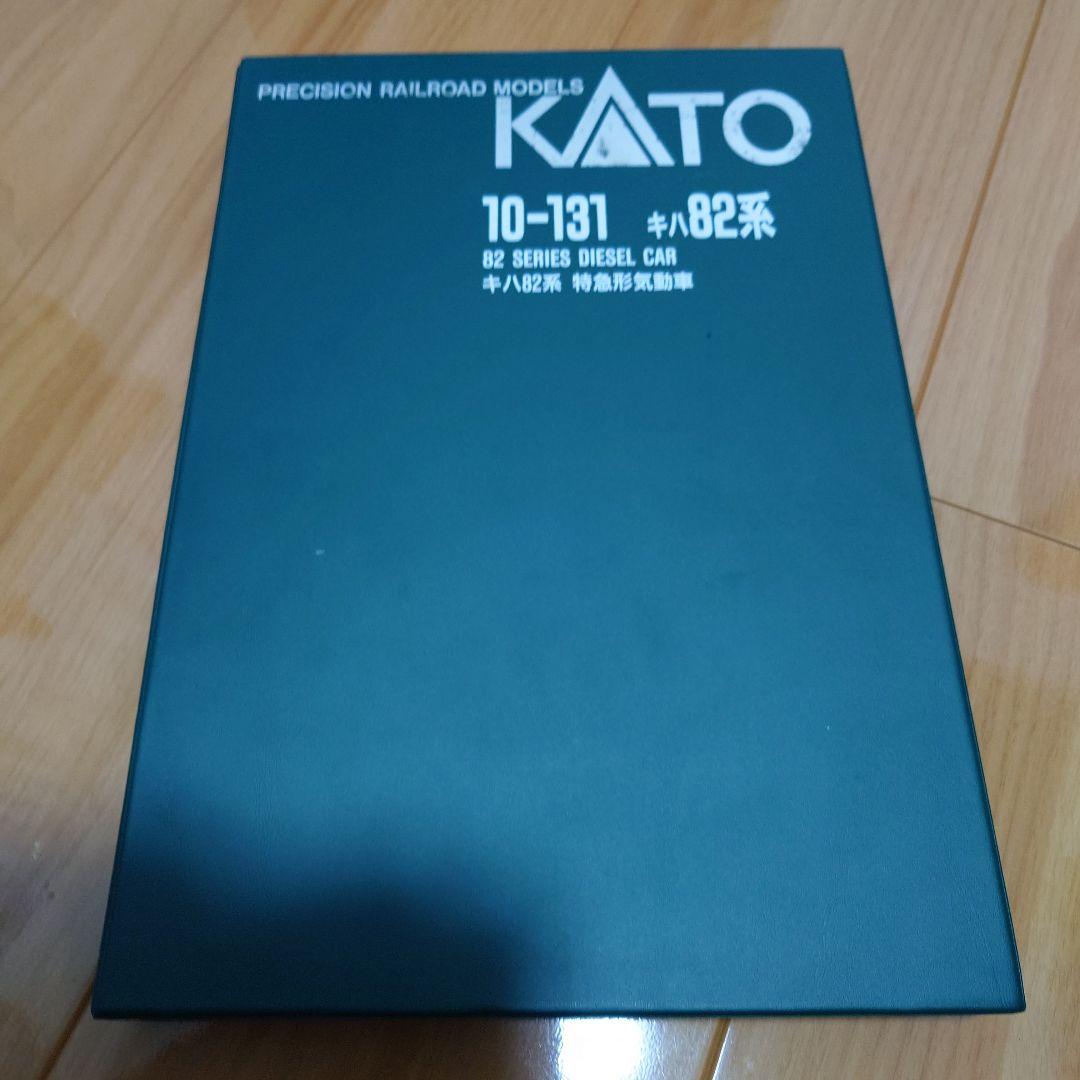 PRECISION RAILROAD MODELS
KATO
10-131 キハ82系
82 SERIES DIESEL CAR
キハ82系 特急形気動車